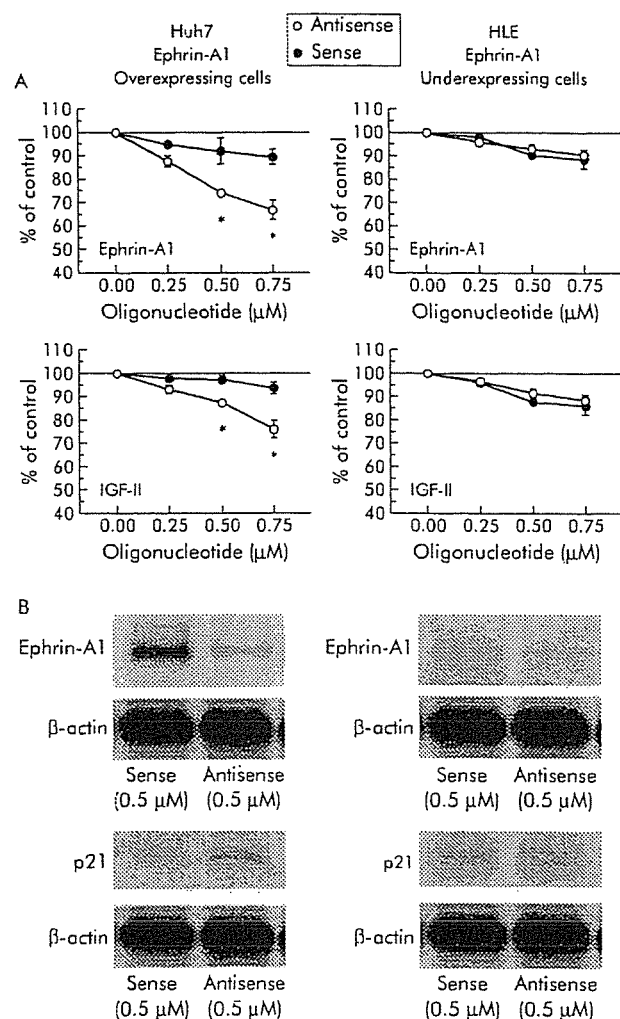 Huh7
Ephrin-A1
Overexpressing cells
Antisense
Sense
HLE
Ephrin-A1
Underexpressing cells
A
110
100
90
80
70
60
50
40
% of control
*
*
Ephrin-A1
0.00 0.25 0.50 0.75
Oligonucleotide (μM)
110
100
90
80
70
60
50
40
% of control
Ephrin-A1
0.00 0.25 0.50 0.75
Oligonucleotide (μM)
110
100
90
80
70
60
50
40
% of control
*
*
IGF-II
0.00 0.25 0.50 0.75
Oligonucleotide (μM)
110
100
90
80
70
60
50
40
% of control
IGF-II
0.00 0.25 0.50 0.75
Oligonucleotide (μM)
B
Ephrin-A1
β-actin
Sense Antisense
(0.5 μM) (0.5 μM)
Ephrin-A1
β-actin
Sense Antisense
(0.5 μM) (0.5 μM)
p21
β-actin
Sense Antisense
(0.5 μM) (0.5 μM)
p21
β-actin
Sense Antisense
(0.5 μM) (0.5 μM)